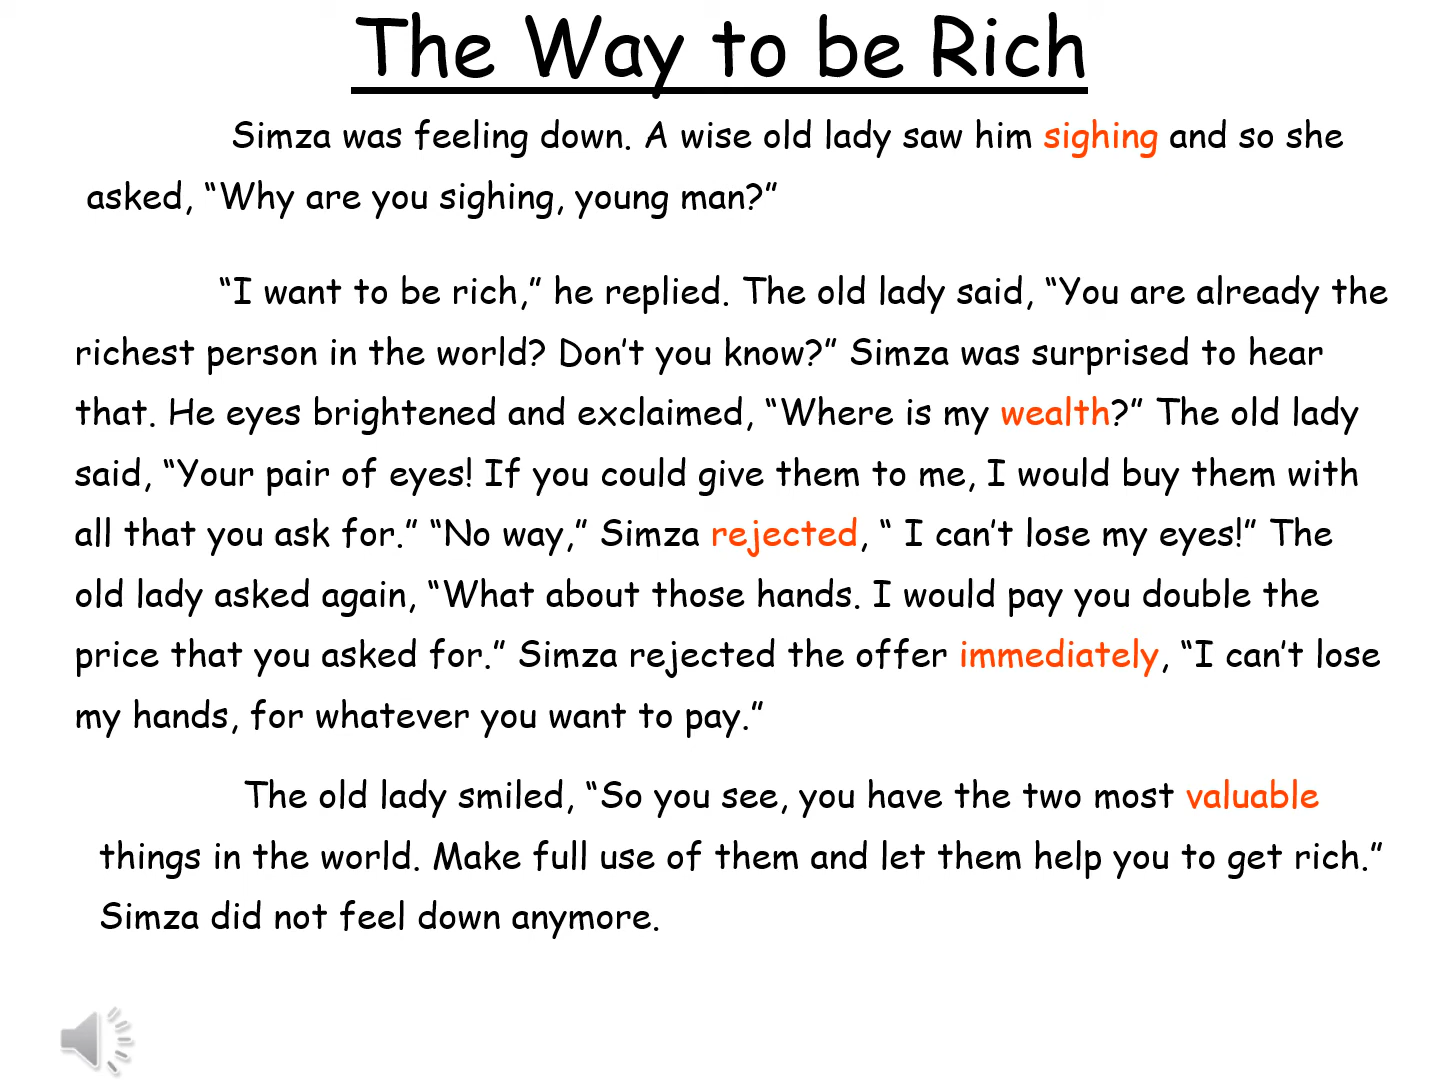 The Way to be Rich
Simza was feeling down. A wise old lady saw him sighing and so she
asked, “Why are you sighing, young man?”
“I want to be rich,” he replied. The old lady said, “You are already the
richest person in the world? Don’t you know?” Simza was surprised to hear
that. He eyes brightened and exclaimed, “Where is my wealth?” The old lady
said, “Your pair of eyes! If you could give them to me, I would buy them with
all that you ask for.” “No way,” Simza rejected, “ I can’t lose my eyes!” The
old lady asked again, “What about those hands. I would pay you double the
price that you asked for.” Simza rejected the offer immediately, “I can’t lose
my hands, for whatever you want to pay.”
The old lady smiled, “So you see, you have the two most valuable
things in the world. Make full use of them and let them help you to get rich.”
Simza did not feel down anymore.